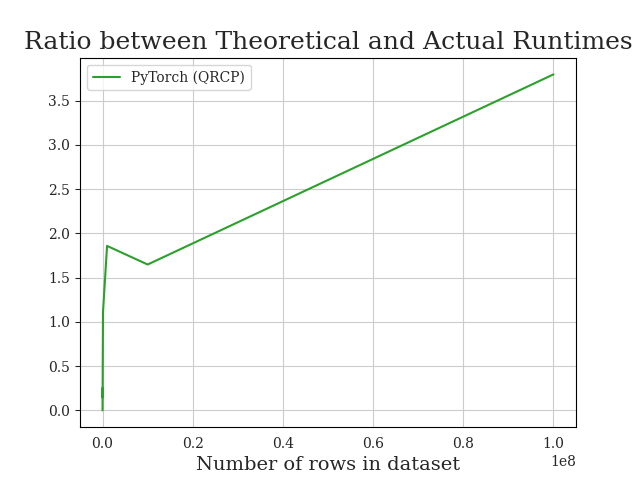 Ratio between Theoretical and Actual Runtimes
PyTorch (QRCP)
3.5
3.0
2.5
2.0
1.5
1.0
0.5
0.0
0.0 0.2 0.4 0.6 0.8 1.0
1e8
Number of rows in dataset